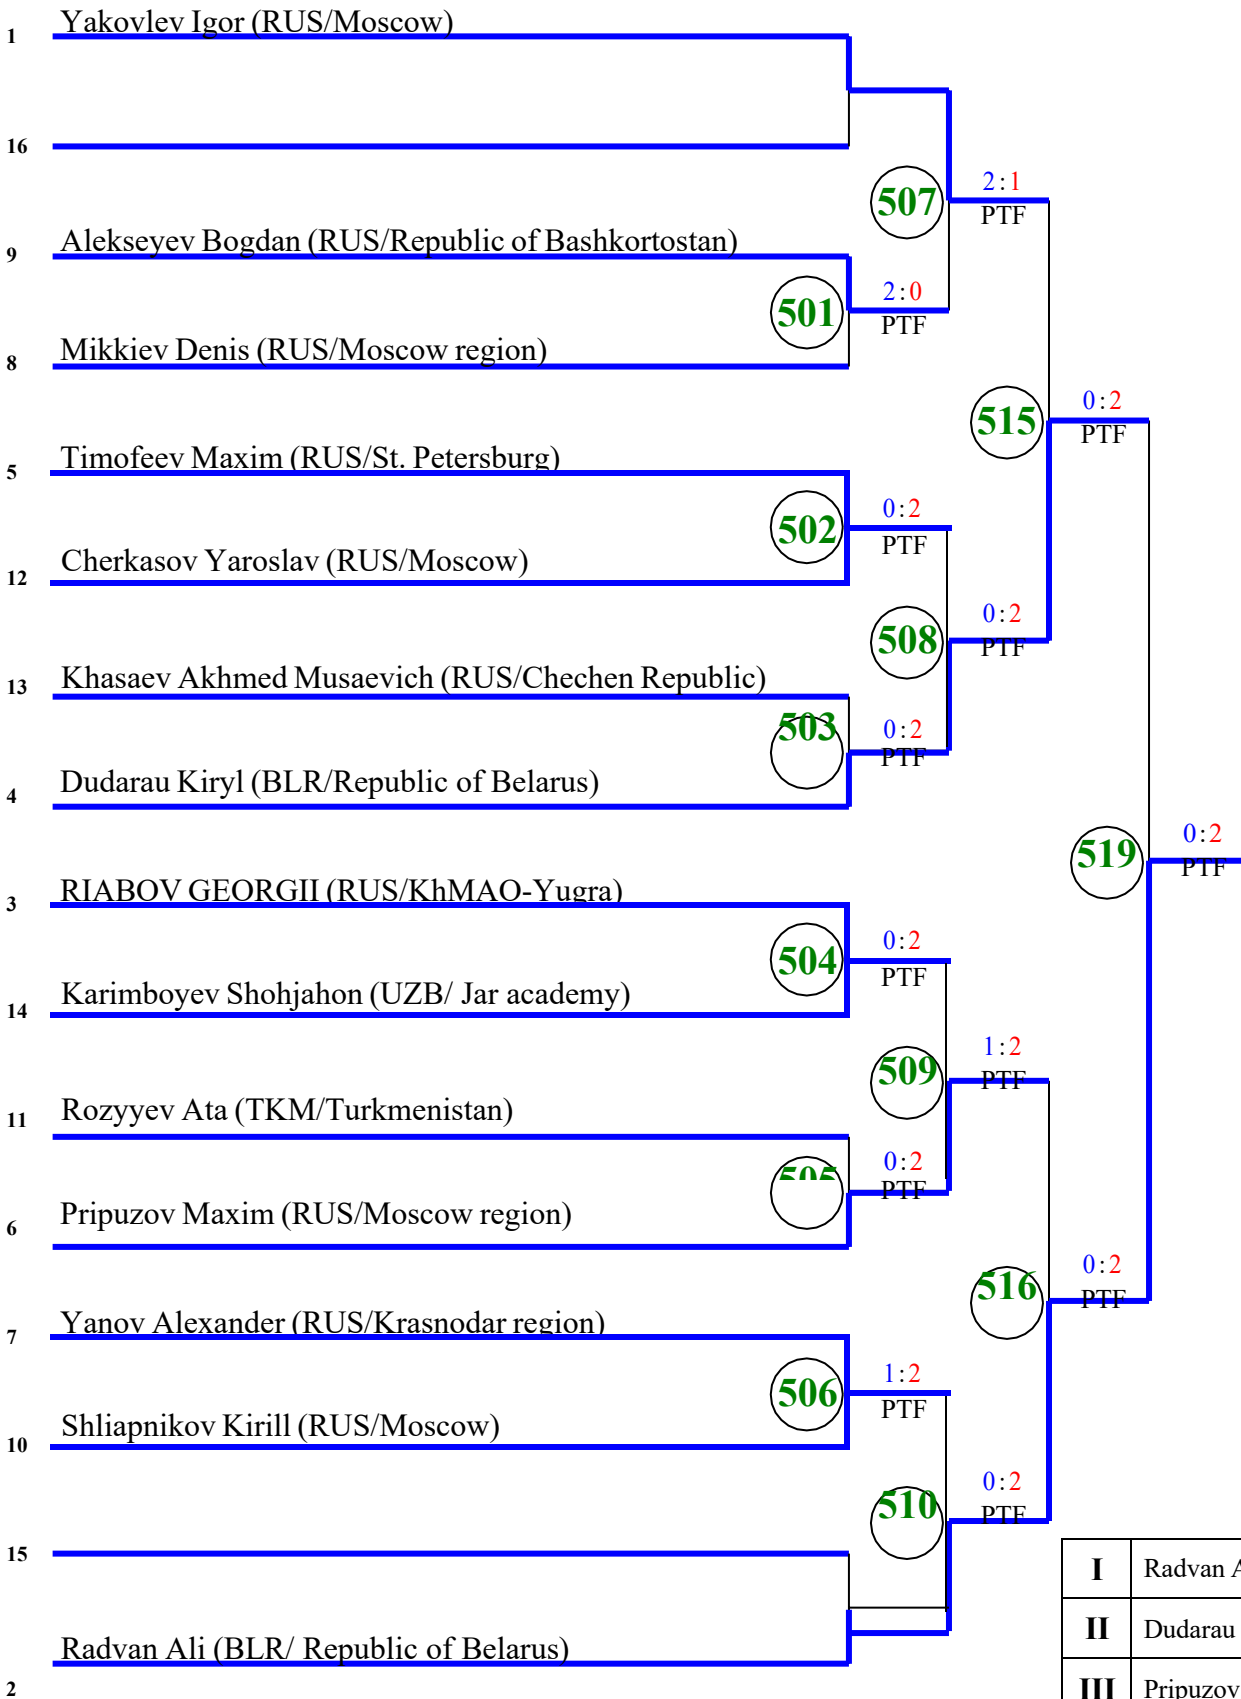 1 Yakovlev Igor (RUS/Moscow)
16
507 2:1
PTF
9 Alekseyev Bogdan (RUS/Republic of Bashkortostan)
501 2:0
PTF
8 Mikkiev Denis (RUS/Moscow region)
515 0:2
PTF
5 Timofeev Maxim (RUS/St. Petersburg)
502 0:2
PTF
12 Cherkasov Yaroslav (RUS/Moscow)
508 0:2
PTF
13 Khasaev Akhmed Musaevich (RUS/Chechen Republic)
503 0:2
PTF
4 Dudarau Kiryl (BLR/Republic of Belarus)
519 0:2
PTF
3 RIABOV GEORGII (RUS/KhMAO-Yugra)
504 0:2
PTF
14 Karimboyev Shohjahon (UZB/ Jar academy)
509 1:2
PTF
11 Rozyyev Ata (TKM/Turkmenistan)
505 0:2
PTF
6 Pripuzov Maxim (RUS/Moscow region)
516 0:2
PTF
7 Yanov Alexander (RUS/Krasnodar region)
506 1:2
PTF
10 Shliapnikov Kirill (RUS/Moscow)
510 0:2
PTF
15
I Radvan A
II Dudarau
Radvan Ali (BLR/ Republic of Belarus)
2
III Pripuzov